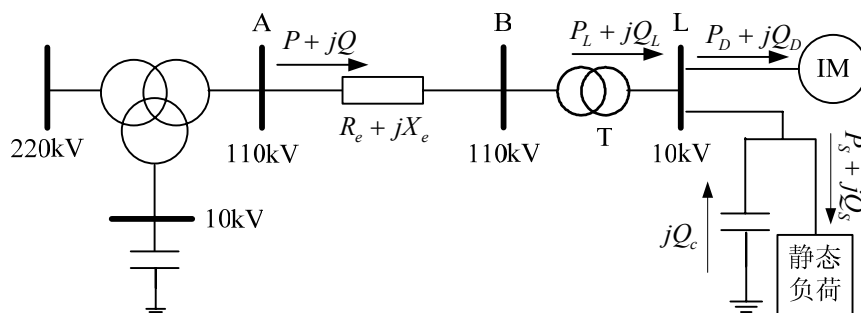 A
B
L
P + jQ
P_L + jQ_L
P_D + jQ_D
IM
R_e + jX_e
T
220kV
110kV
110kV
10kV
10kV
jQ_c
P_S + jQ_S
静态
负荷